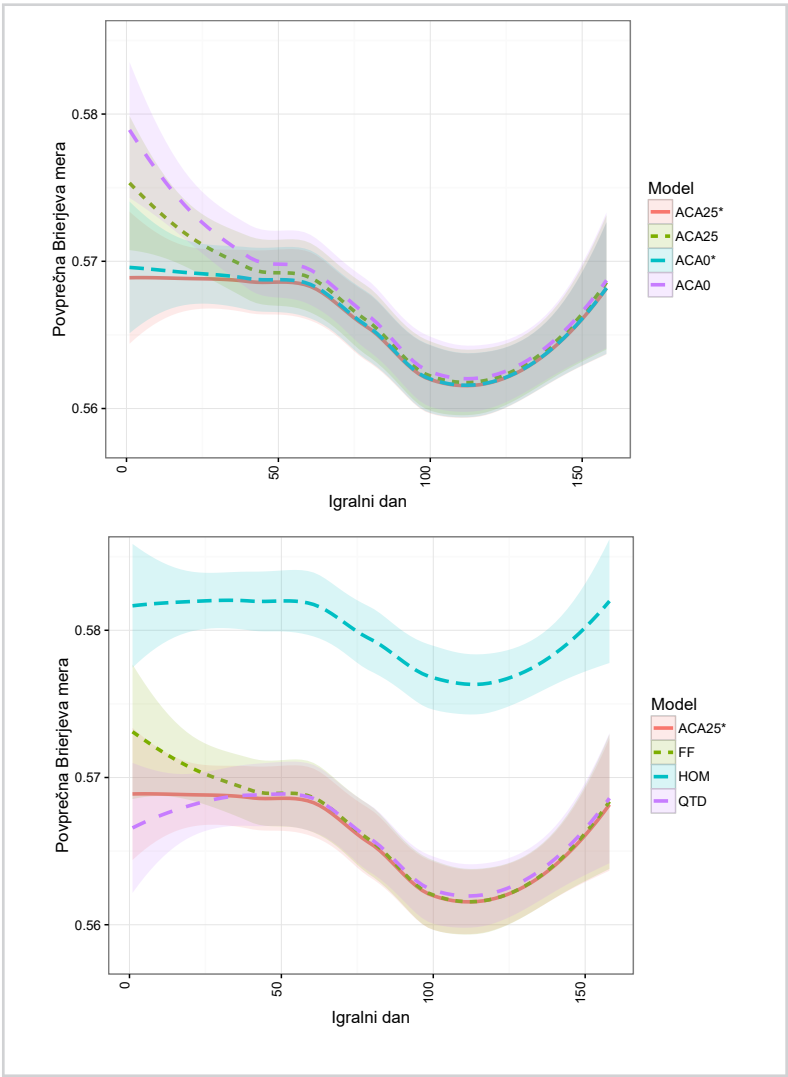 0.58
0.57
0.56
Povprečna Brierjeva mera
0
50
100
150
Igralni dan
Model
ACA25*
ACA25
ACA0*
ACA0
0.58
0.57
0.56
Povprečna Brierjeva mera
0
50
100
150
Igralni dan
Model
ACA25*
FF
HOM
QTD